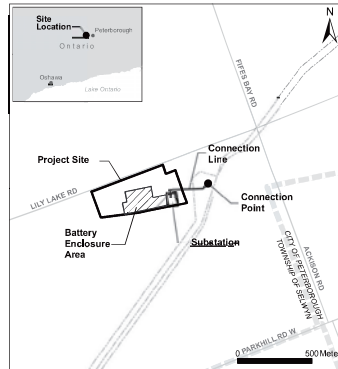 Site
Location
Peterborough
Ontario
Oshawa
Lake Ontario
N
FIFES BAY RD
Project Site
Connection
Line
LILY LAKE RD
Connection
Point
Battery
Enclosure
Area
Substation
ACKISON RD
CITY OF PETERBOROUGH
TOWNSHIP OF SELWYN
PARKHILL RD W
0 500 Mete